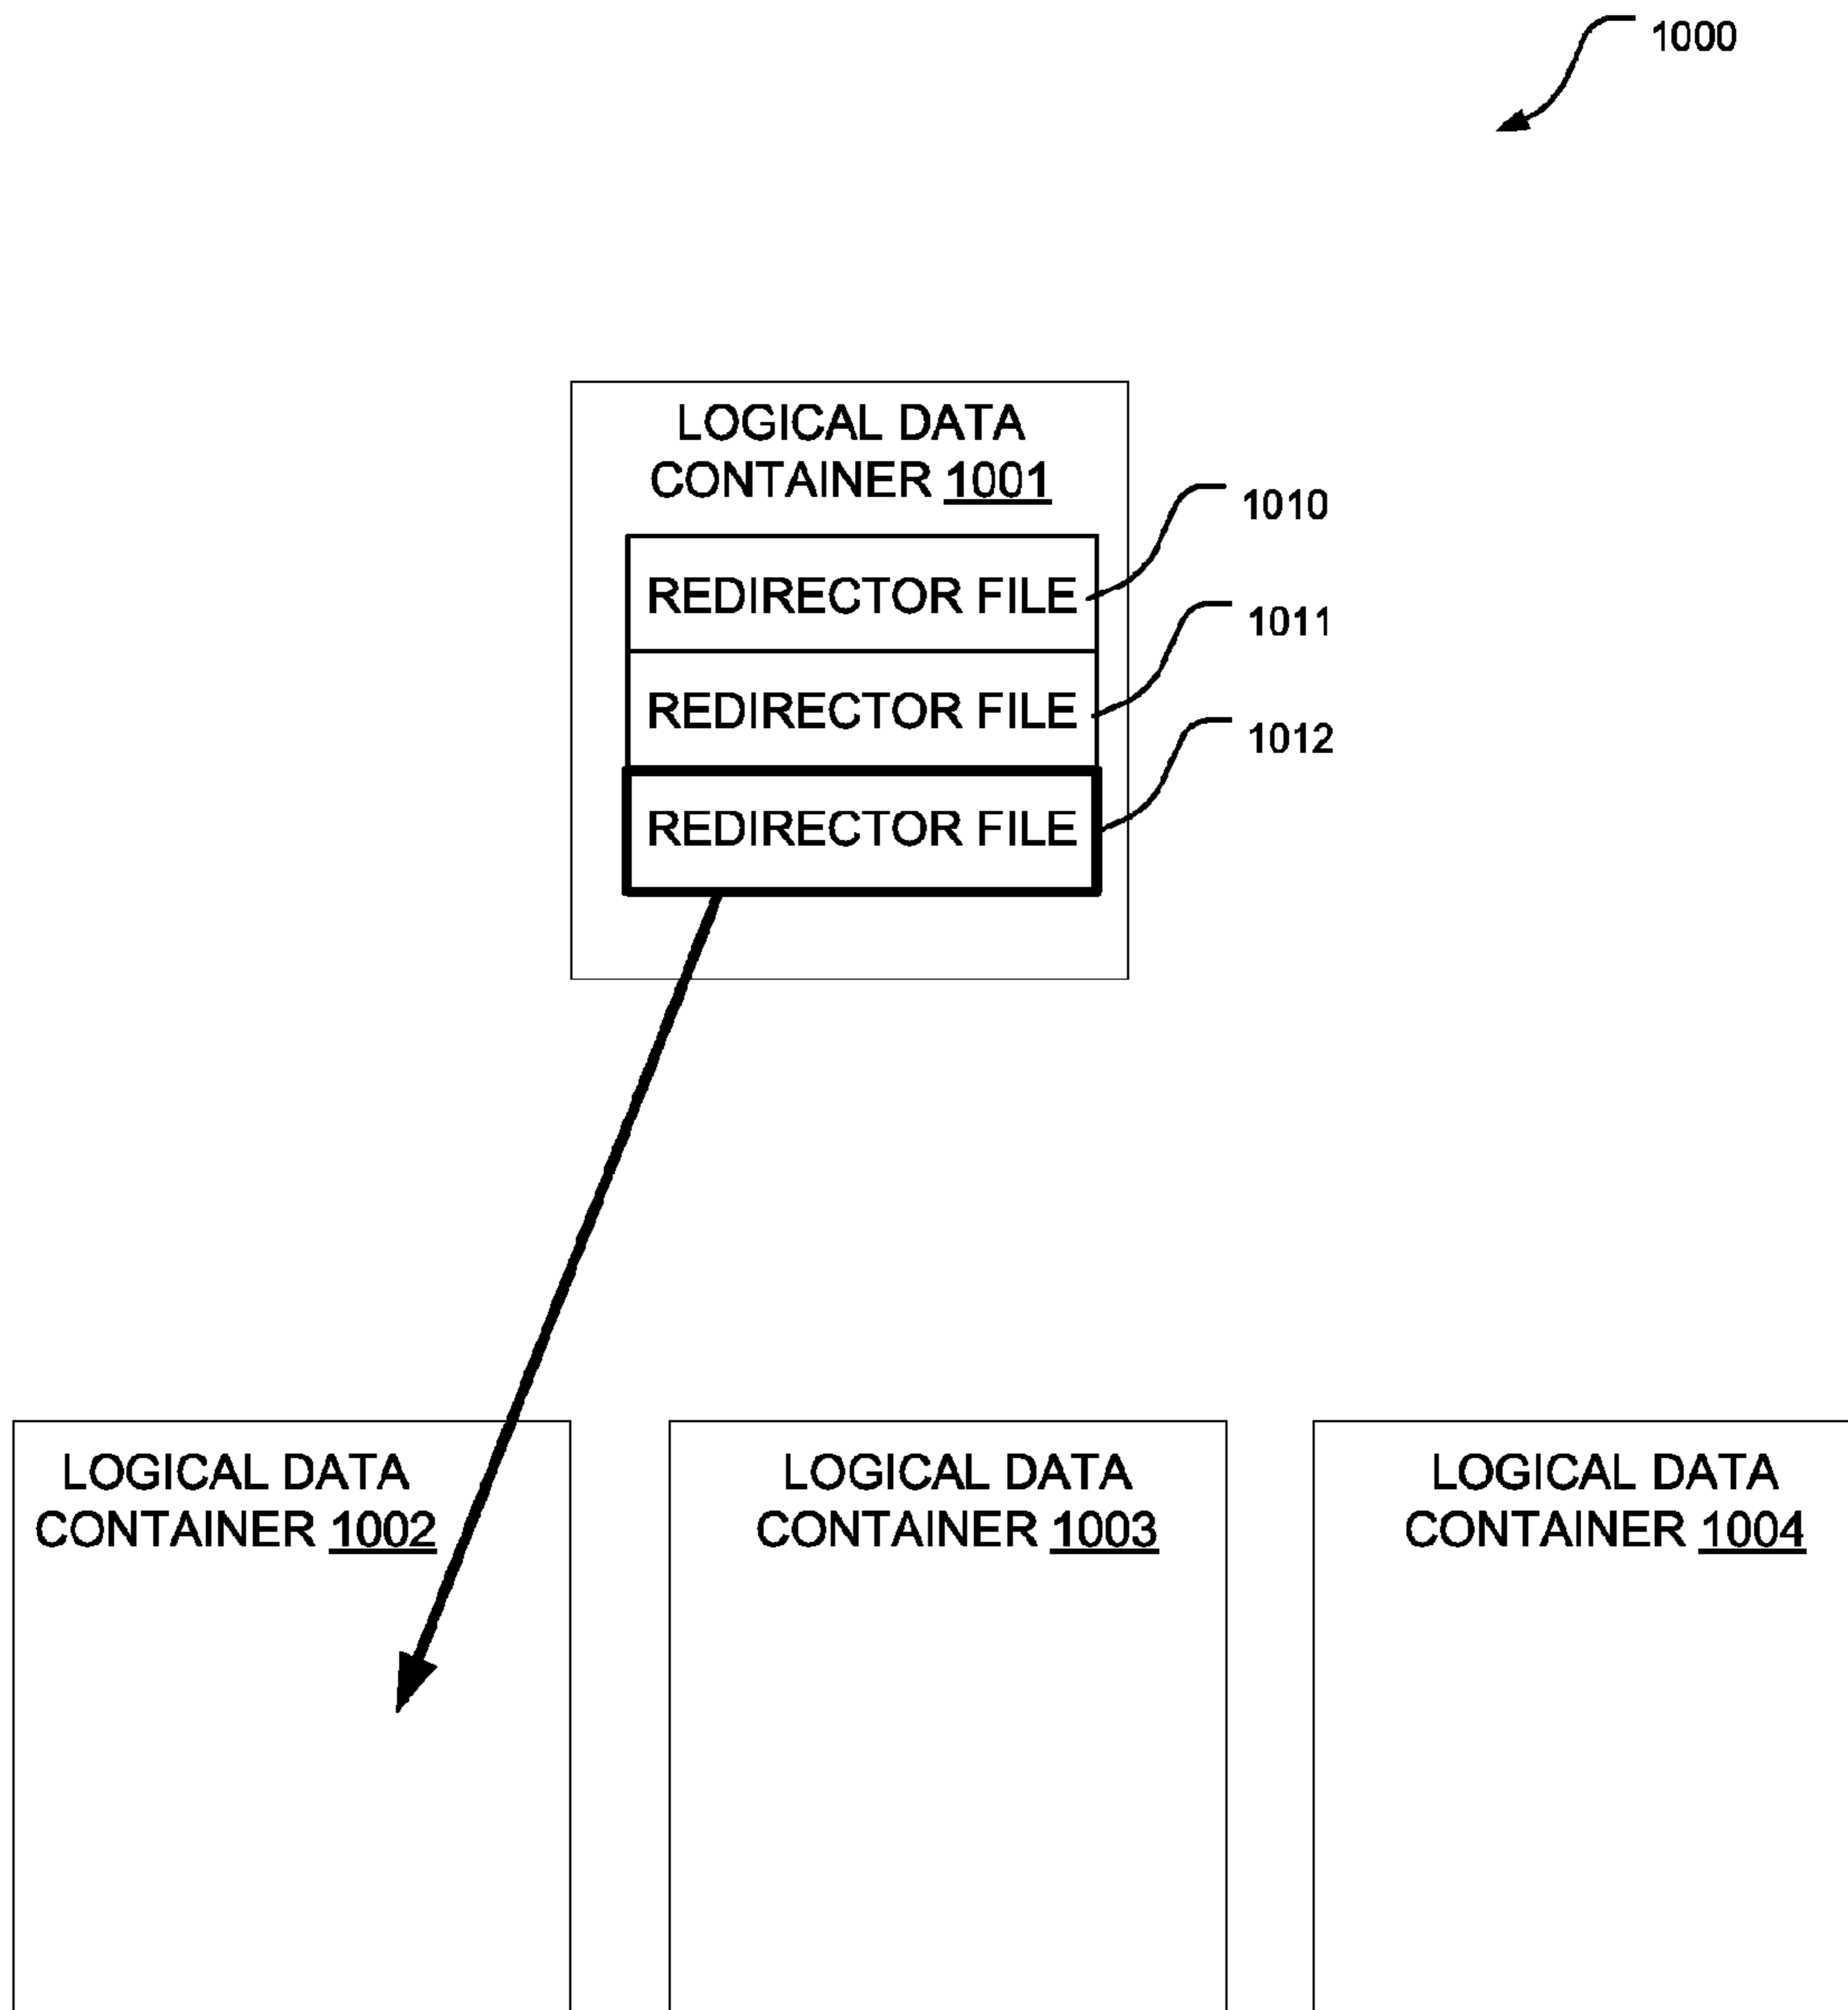 1000
LOGICAL DATA
CONTAINER 1001
REDIRECTOR FILE
1010
REDIRECTOR FILE
1011
REDIRECTOR FILE
1012
LOGICAL DATA
CONTAINER 1002
LOGICAL DATA
CONTAINER 1003
LOGICAL DATA
CONTAINER 1004